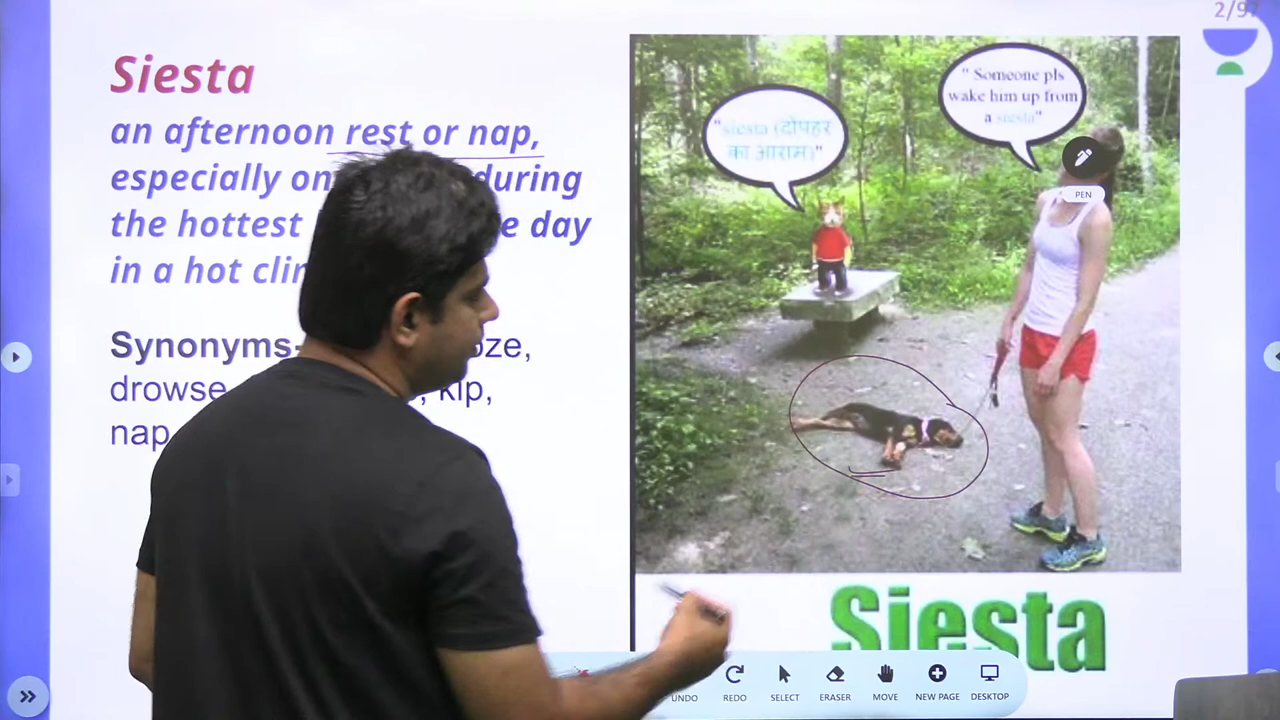 2/97
Siesta
an afternoon rest or nap,
especially on during
the hottest e day
in a hot clim
Synonyms-
drowse , kip,
nap
"siesta (दोपहर
का आराम)"
" Someone pls
wake him up from
a siesta"
PEN
Siesta
UNDO
REDO
SELECT
ERASER
MOVE
NEW PAGE
DESKTOP